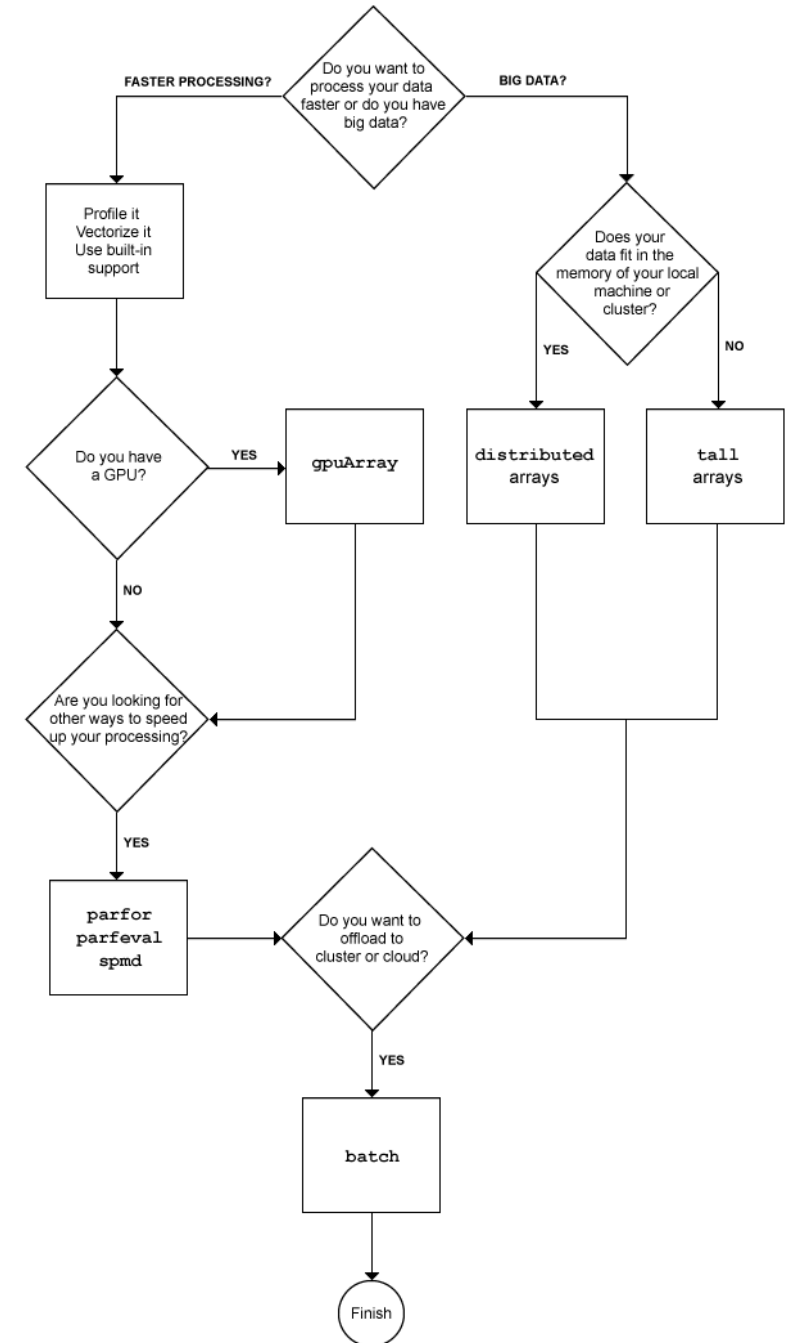 Do you want to
process your data
faster or do you have
big data?
FASTER PROCESSING?
BIG DATA?
Profile it
Vectorize it
Use built-in
support
Does your
data fit in the
memory of your local
machine or
cluster?
YES
NO
Do you have
a GPU?
YES
gpuArray
distributed
arrays
tall
arrays
NO
Are you looking for
other ways to speed
up your processing?
YES
parfor
parfeval
spmd
Do you want to
offload to
cluster or cloud?
YES
batch
Finish